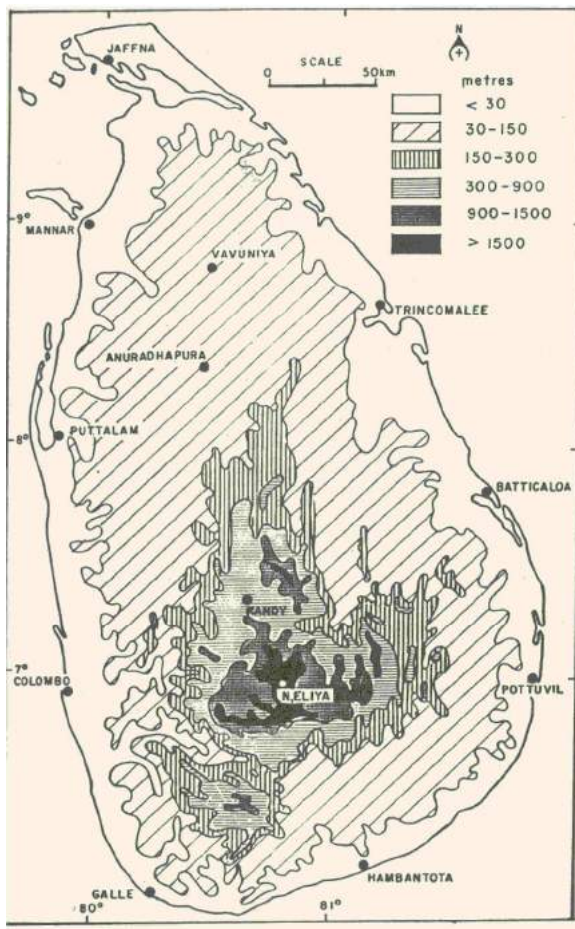 JAFFNA
N
SCALE
0 50km
metres
< 30
30-150
150-300
300-900
900-1500
> 1500
9°
MANNAR
VAVUNIYA
TRINCOMALEE
ANURADHAPURA
8°
PUTTALAM
BATTICALOA
KANDY
7°
COLOMBO
N.ELIYA
POTTUVIL
HAMBANTOTA
GALLE
80° 81°